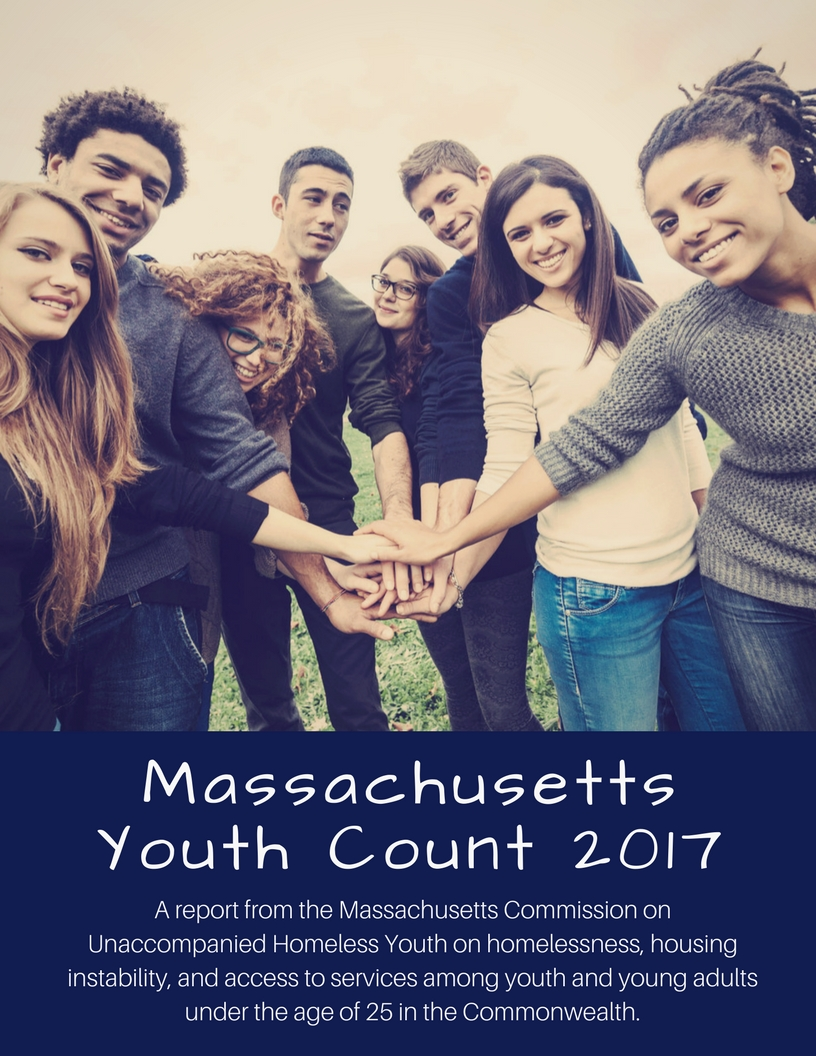 Massachusetts
Youth Count 2017
A report from the Massachusetts Commission on
Unaccompanied Homeless Youth on homelessness, housing
instability, and access to services among youth and young adults
under the age of 25 in the Commonwealth.